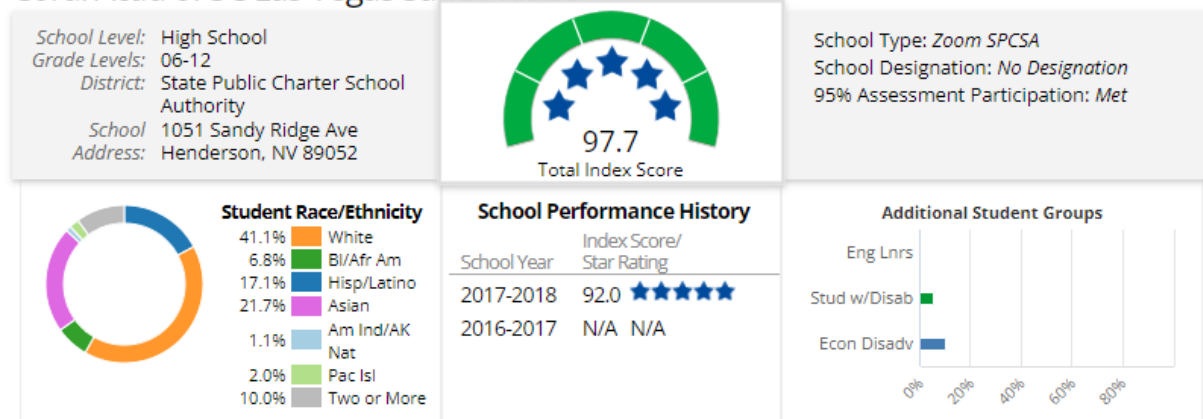 School Level: High School
Grade Levels: 06-12
District: State Public Charter School
Authority
School 1051 Sandy Ridge Ave
Address: Henderson, NV 89052
97.7
Total Index Score
School Type: Zoom SPCSA
School Designation: No Designation
95% Assessment Participation: Met
Student Race/Ethnicity
41.1% White
6.8% Bl/Afr Am
17.1% Hisp/Latino
21.7% Asian
1.1% Am Ind/AK
Nat
2.0% Pac Isl
10.0% Two or More
School Performance History
Index Score/
School Year Star Rating
2017-2018 92.0
2016-2017 N/A N/A
Additional Student Groups
Eng Lnrs
Stud w/Disab
Econ Disadv
0% 20% 40% 60% 80%